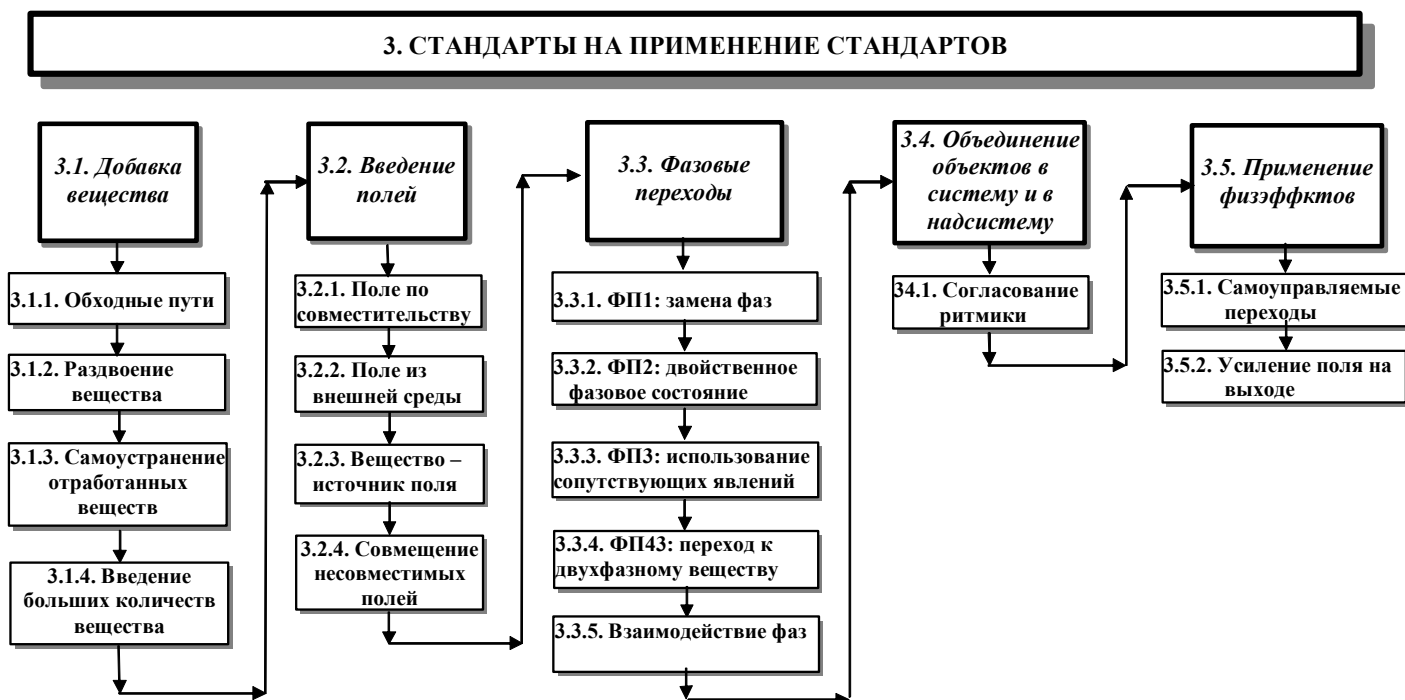 3. СТАНДАРТЫ НА ПРИМЕНЕНИЕ СТАНДАРТОВ
3.1. Добавка
вещества
3.1.1. Обходные пути
3.1.2. Раздвоение
вещества
3.1.3. Самоустранение
отработанных
веществ
3.1.4. Введение
больших количеств
вещества
3.2. Введение
полей
3.2.1. Поле по
совместительству
3.2.2. Поле из
внешней среды
3.2.3. Вещество –
источник поля
3.2.4. Совмещение
несовместимых
полей
3.3. Фазовые
переходы
3.3.1. ФП1: замена фаз
3.3.2. ФП2: двойственное
фазовое состояние
3.3.3. ФП3: использование
сопутствующих явлений
3.3.4. ФП43: переход к
двухфазному веществу
3.3.5. Взаимодействие фаз
3.4. Объединение
объектов в
систему и в
надсистему
34.1. Согласование
ритмики
3.5. Применение
физэффктов
3.5.1. Самоуправляемые
переходы
3.5.2. Усиление поля на
выходе